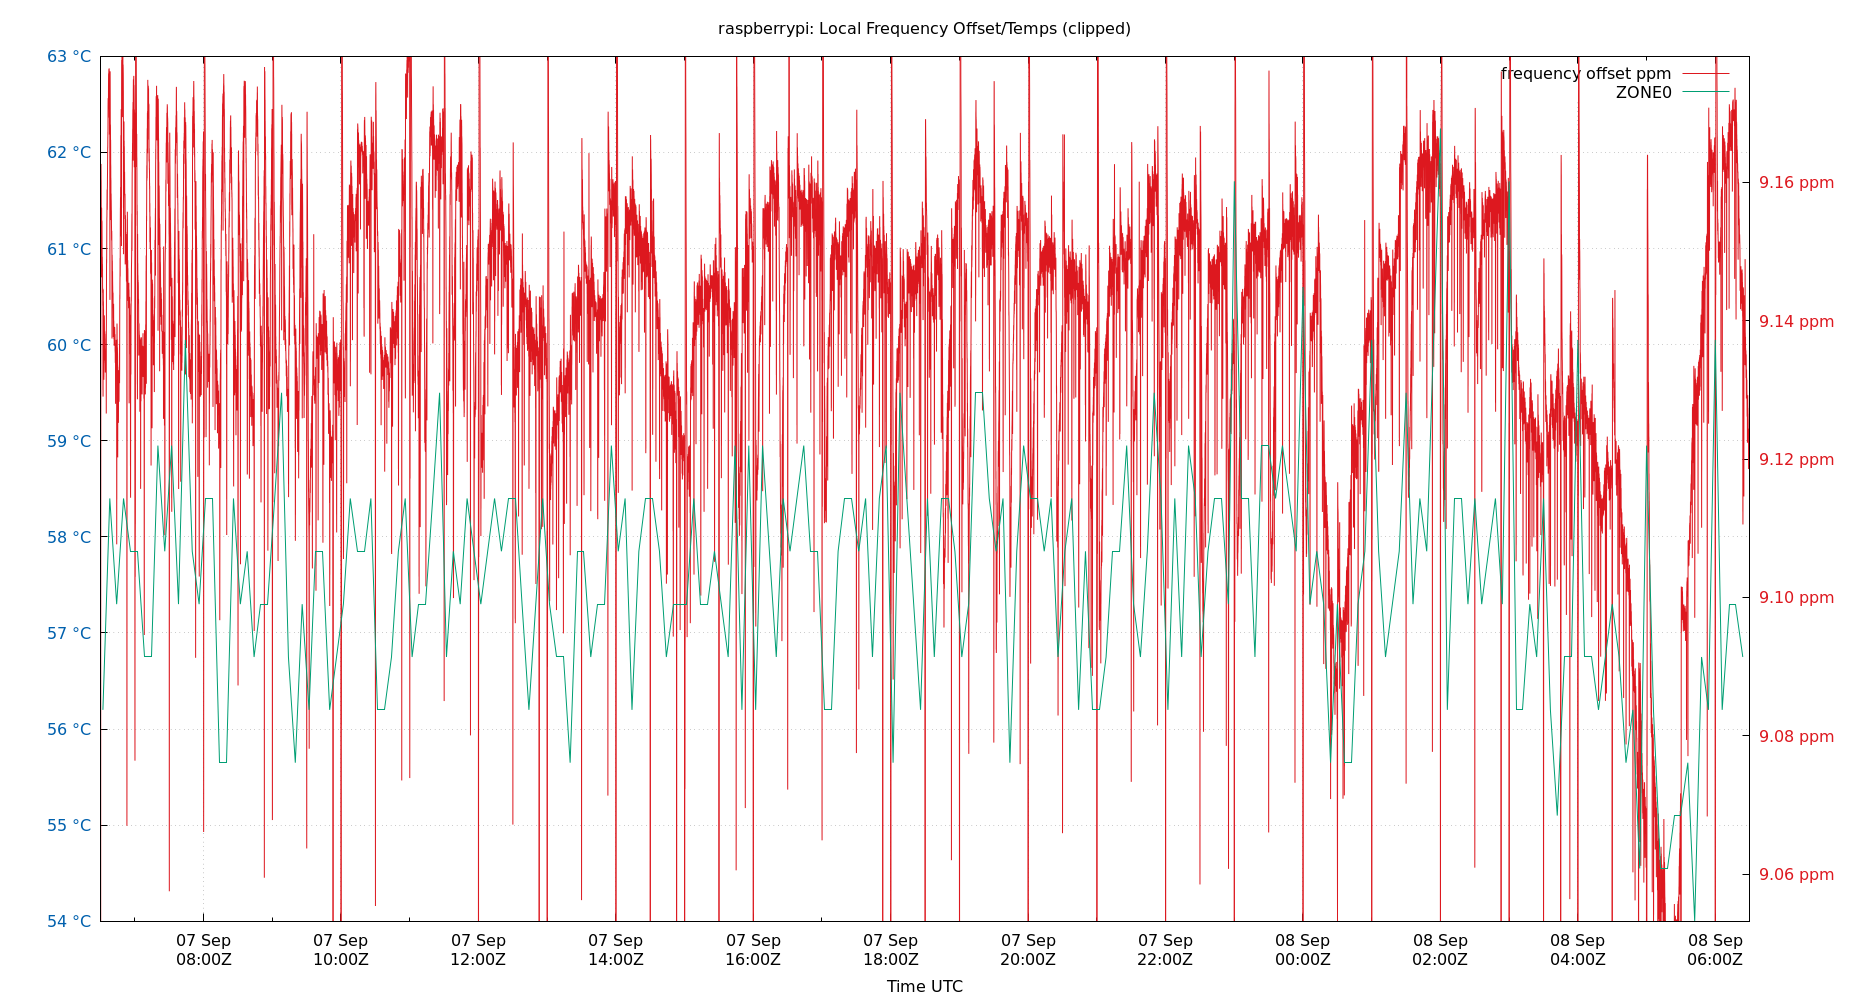 raspberrypi: Local Frequency Offset/Temps (clipped)
63 °C
62 °C
61 °C
60 °C
59 °C
58 °C
57 °C
56 °C
55 °C
54 °C
frequency offset ppm
ZONE0
9.16 ppm
9.14 ppm
9.12 ppm
9.10 ppm
9.08 ppm
9.06 ppm
07 Sep 07 Sep 07 Sep 07 Sep 07 Sep 07 Sep 07 Sep 07 Sep 08 Sep 08 Sep 08 Sep 08 Sep
08:00Z 10:00Z 12:00Z 14:00Z 16:00Z 18:00Z 20:00Z 22:00Z 00:00Z 02:00Z 04:00Z 06:00Z
Time UTC